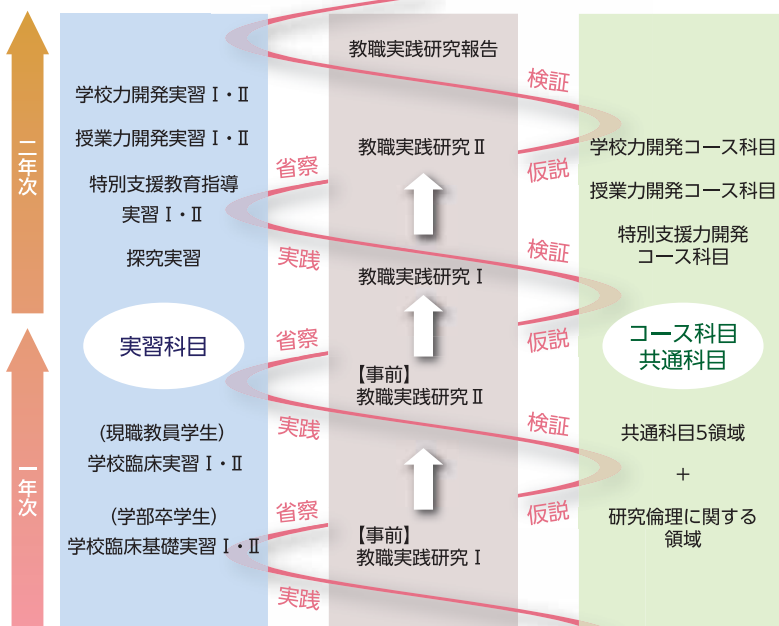 二年次
一年次
学校力開発実習Ⅰ・Ⅱ
授業力開発実習Ⅰ・Ⅱ
特別支援教育指導
実習Ⅰ・Ⅱ
探究実習
実習科目
(現職教員学生)
学校臨床実習Ⅰ・Ⅱ
(学部卒学生)
学校臨床基礎実習Ⅰ・Ⅱ
省察
実践
省察
実践
省察
実践
教職実践研究報告
教職実践研究Ⅱ
教職実践研究Ⅰ
【事前】
教職実践研究Ⅱ
【事前】
教職実践研究Ⅰ
検証
仮説
検証
仮説
検証
仮説
学校力開発コース科目
授業力開発コース科目
特別支援力開発
コース科目
コース科目
共通科目
共通科目5領域
+
研究倫理に関する
領域